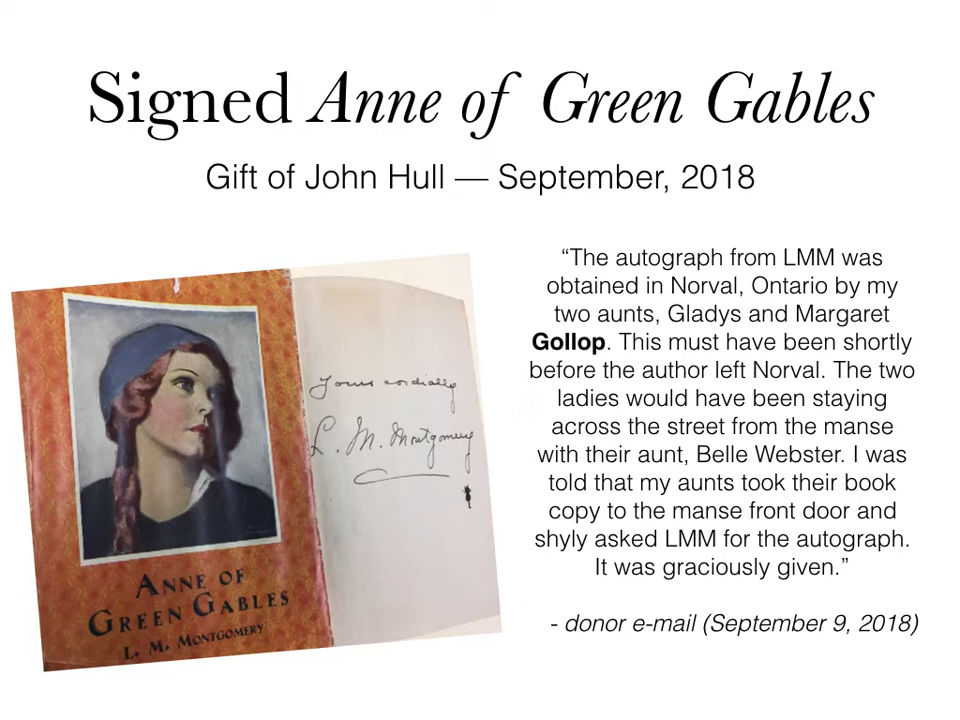 Signed Anne of Green Gables
Gift of John Hull — September, 2018
“The autograph from LMM was
obtained in Norval, Ontario by my
two aunts, Gladys and Margaret
Gollop. This must have been shortly
before the author left Norval. The two
ladies would have been staying
across the street from the manse
with their aunt, Belle Webster. I was
told that my aunts took their book
copy to the manse front door and
shyly asked LMM for the autograph.
It was graciously given.”
- donor e-mail (September 9, 2018)
ANNE OF
GREEN GABLES
L. M. MONTGOMERY
Yours cordially
L. M. Montgomery